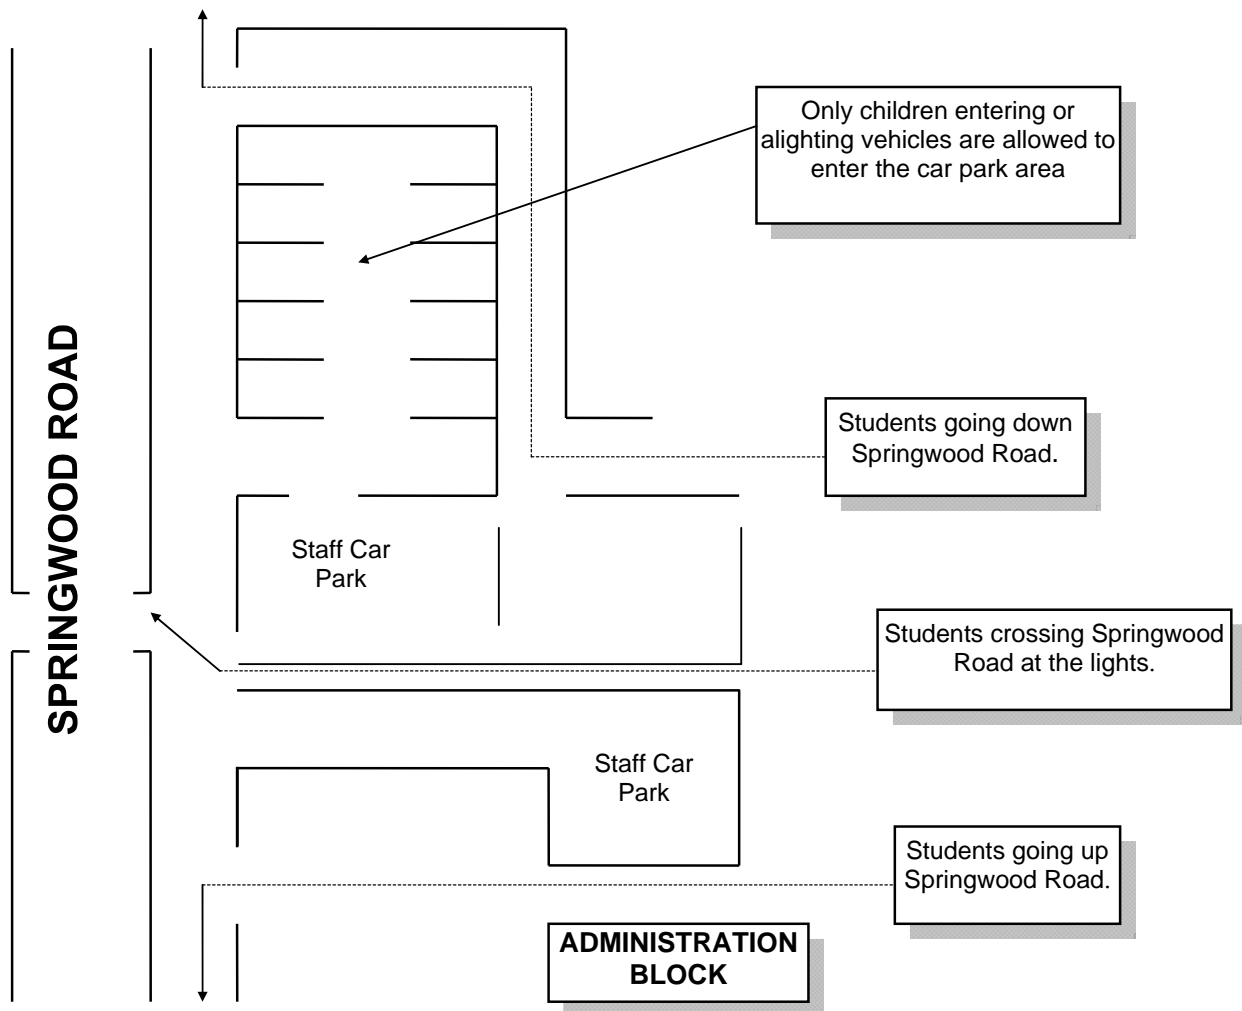 Only children entering or
alighting vehicles are allowed to
enter the car park area
SPRINGWOOD ROAD
Students going down
Springwood Road.
Staff Car
Park
Students crossing Springwood
Road at the lights.
Staff Car
Park
Students going up
Springwood Road.
ADMINISTRATION
BLOCK